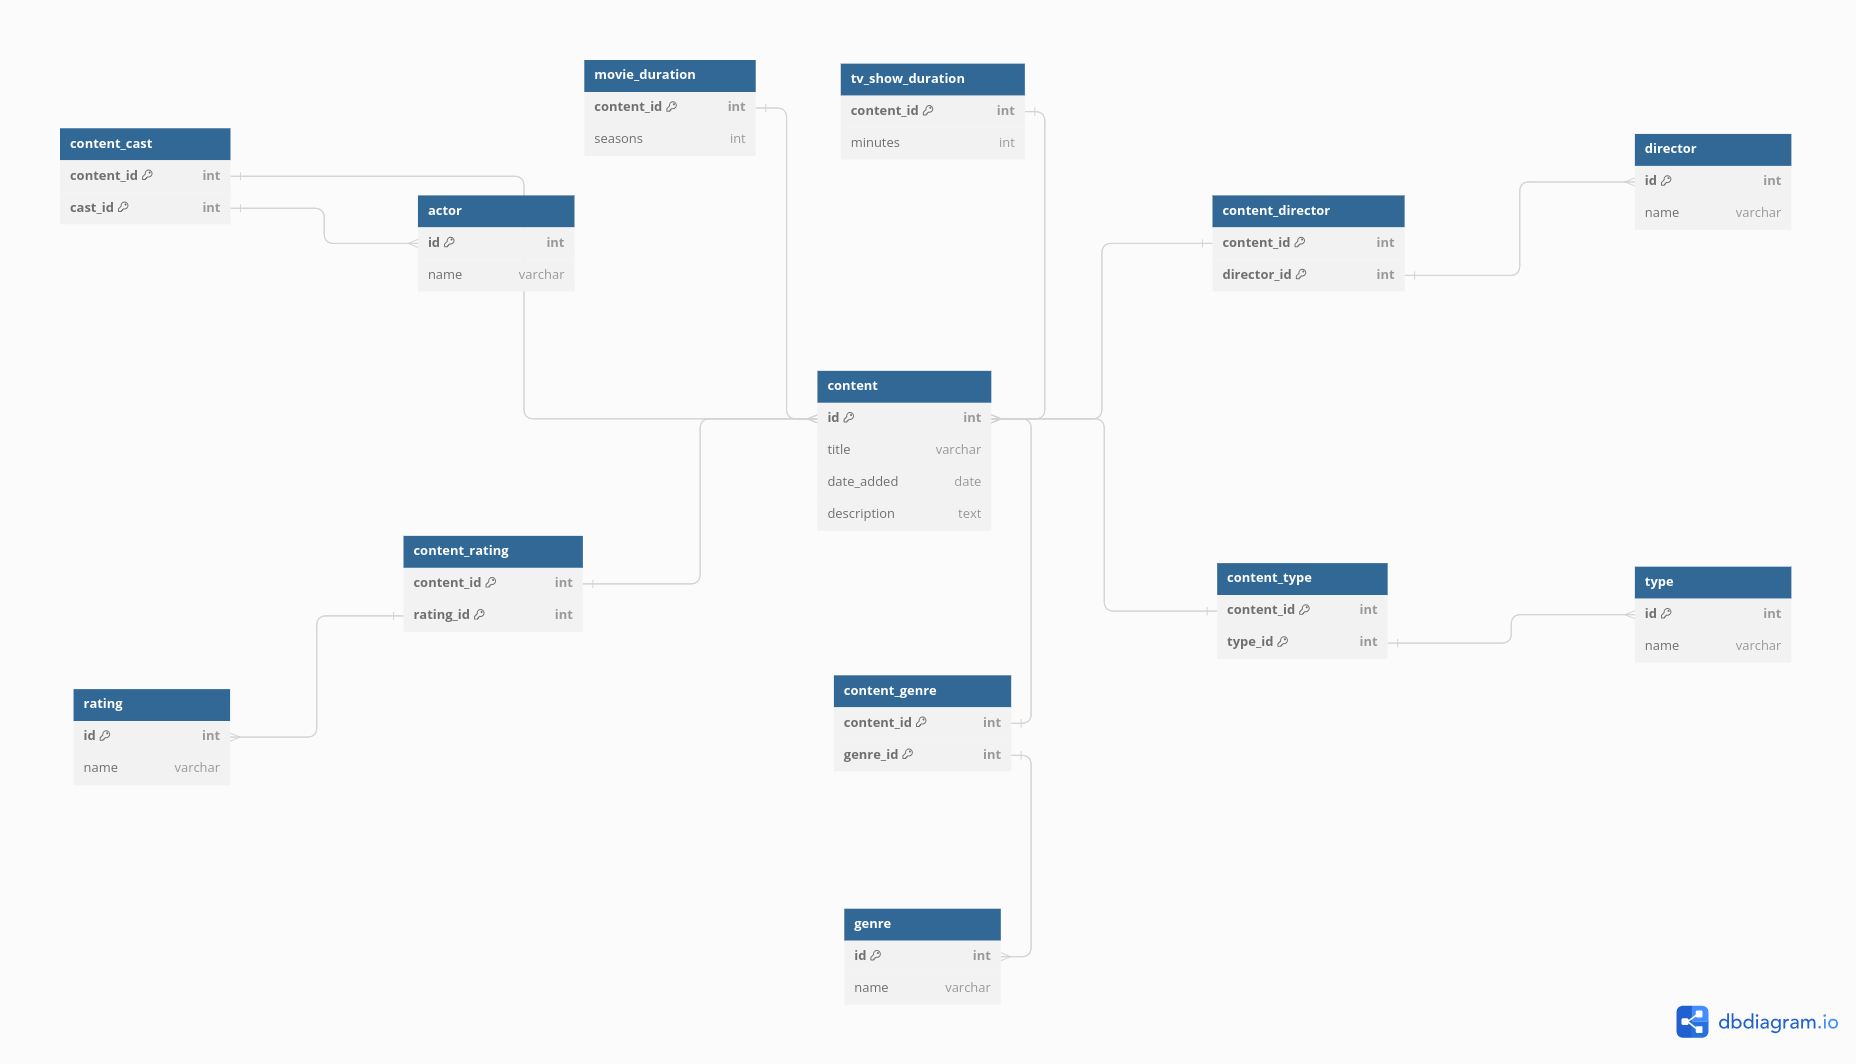 movie_duration
content_id int
seasons int
tv_show_duration
content_id int
minutes int
content_cast
content_id int
cast_id int
director
id int
name varchar
actor
id int
name varchar
content_director
content_id int
director_id int
content
id int
title varchar
date_added date
description text
content_rating
content_id int
rating_id int
content_type
content_id int
type_id int
type
id int
name varchar
rating
id int
name varchar
content_genre
content_id int
genre_id int
genre
id int
name varchar
dbdiagram.io